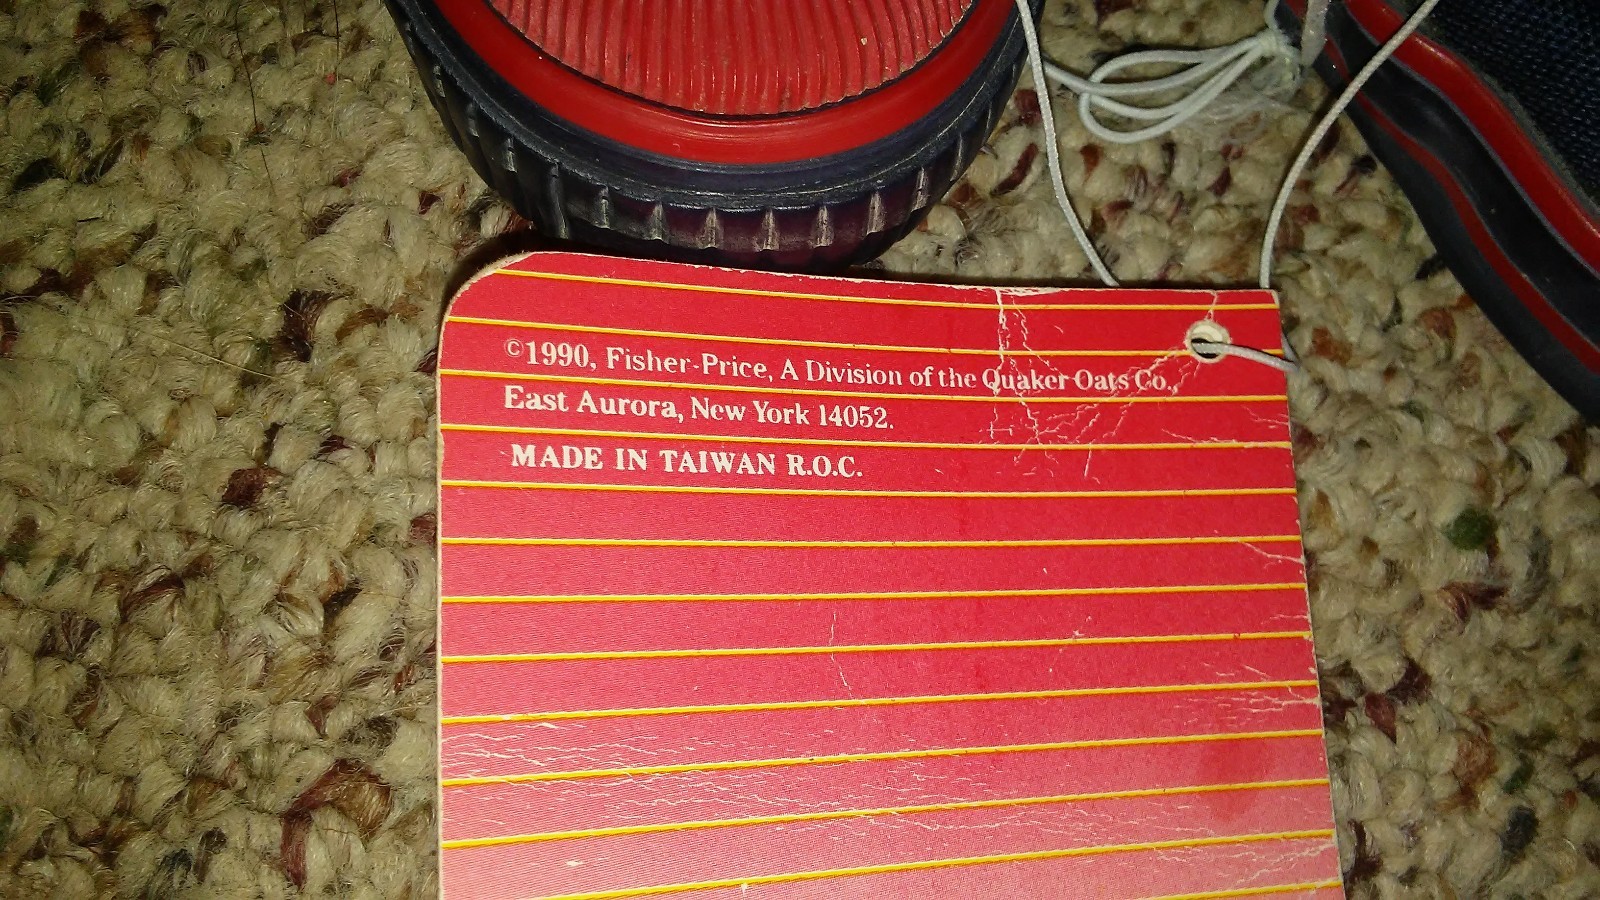 ©1990, Fisher-Price, A Division of the Quaker Oats Co.,
East Aurora, New York 14052.
MADE IN TAIWAN R.O.C.